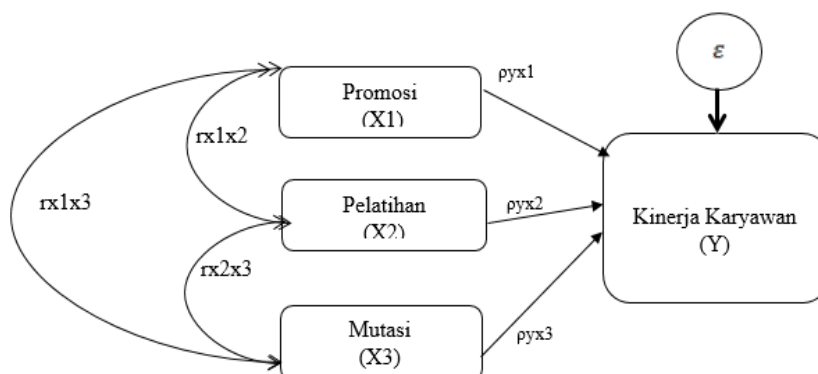 ε
ρyx1
Promosi
(X1)
rx1x2
rx1x3
Pelatihan
(X2)
ρyx2
Kinerja Karyawan
(Y)
rx2x3
Mutasi
(X3)
ρyx3